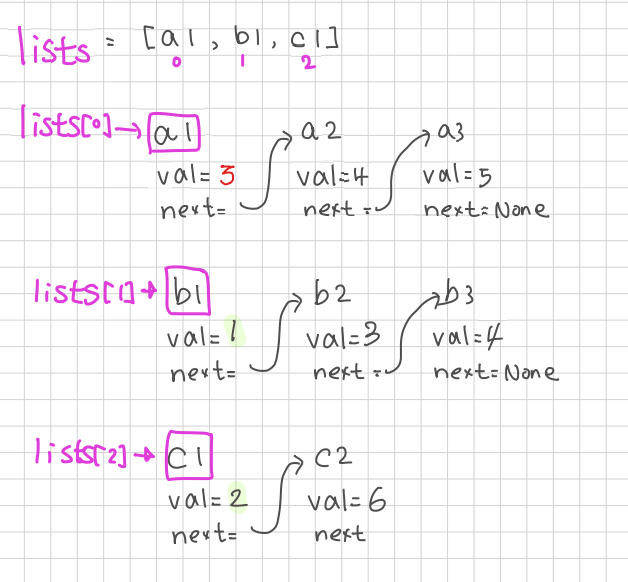 lists = [a1, b1, c1]
0 1 2
lists[0]→ a1 a2 a3
val=3 val=4 val=5
next= next= next=None
lists[1]→ b1 b2 b3
val=1 val=3 val=4
next= next= next=None
lists[2]→ c1 c2
val=2 val=6
next= next